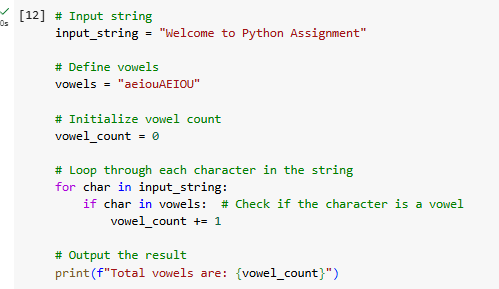 [12] # Input string
input_string = "Welcome to Python Assignment"
# Define vowels
vowels = "aeiouAEIOU"
# Initialize vowel count
vowel_count = 0
# Loop through each character in the string
for char in input_string:
    if char in vowels:  # Check if the character is a vowel
        vowel_count += 1
# Output the result
print(f"Total vowels are: {vowel_count}")
0s